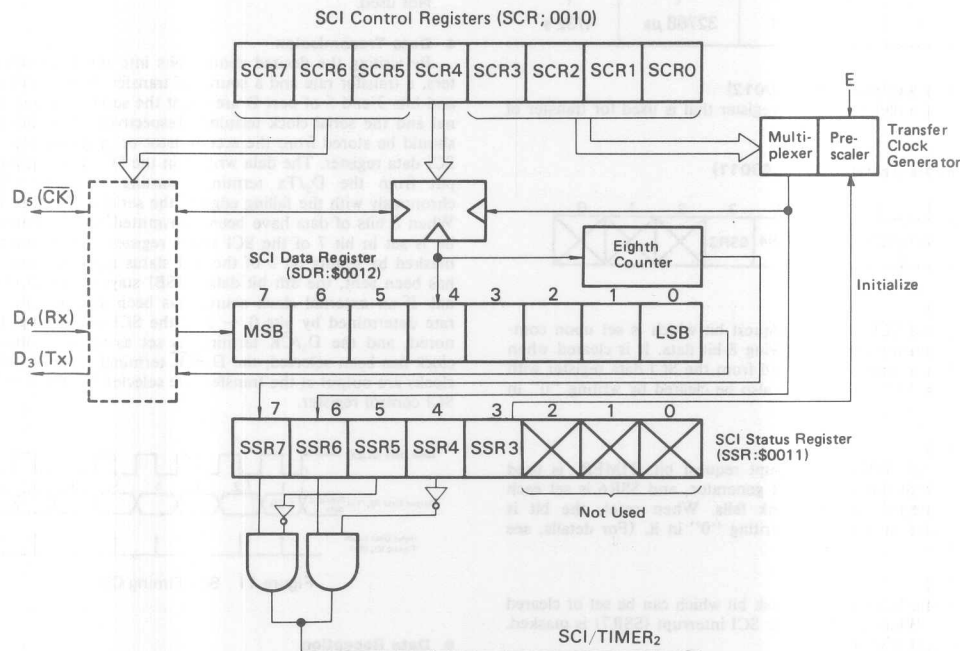 SCI Control Registers (SCR; 0010)
SCR7 SCR6 SCR5 SCR4 SCR3 SCR2 SCR1 SCR0
E
Multi-
plexer
Pre-
scaler
Transfer
Clock
Generator
D5 (CK)
D4 (Rx)
D3 (Tx)
Eighth
Counter
Initialize
SCI Data Register
(SDR:$0012)
7 6 5 4 3 2 1 0
MSB LSB
7 6 5 4 3 2 1 0
SSR7 SSR6 SSR5 SSR4 SSR3
SCI Status Register
(SSR:$0011)
Not Used
SCI/TIMER2